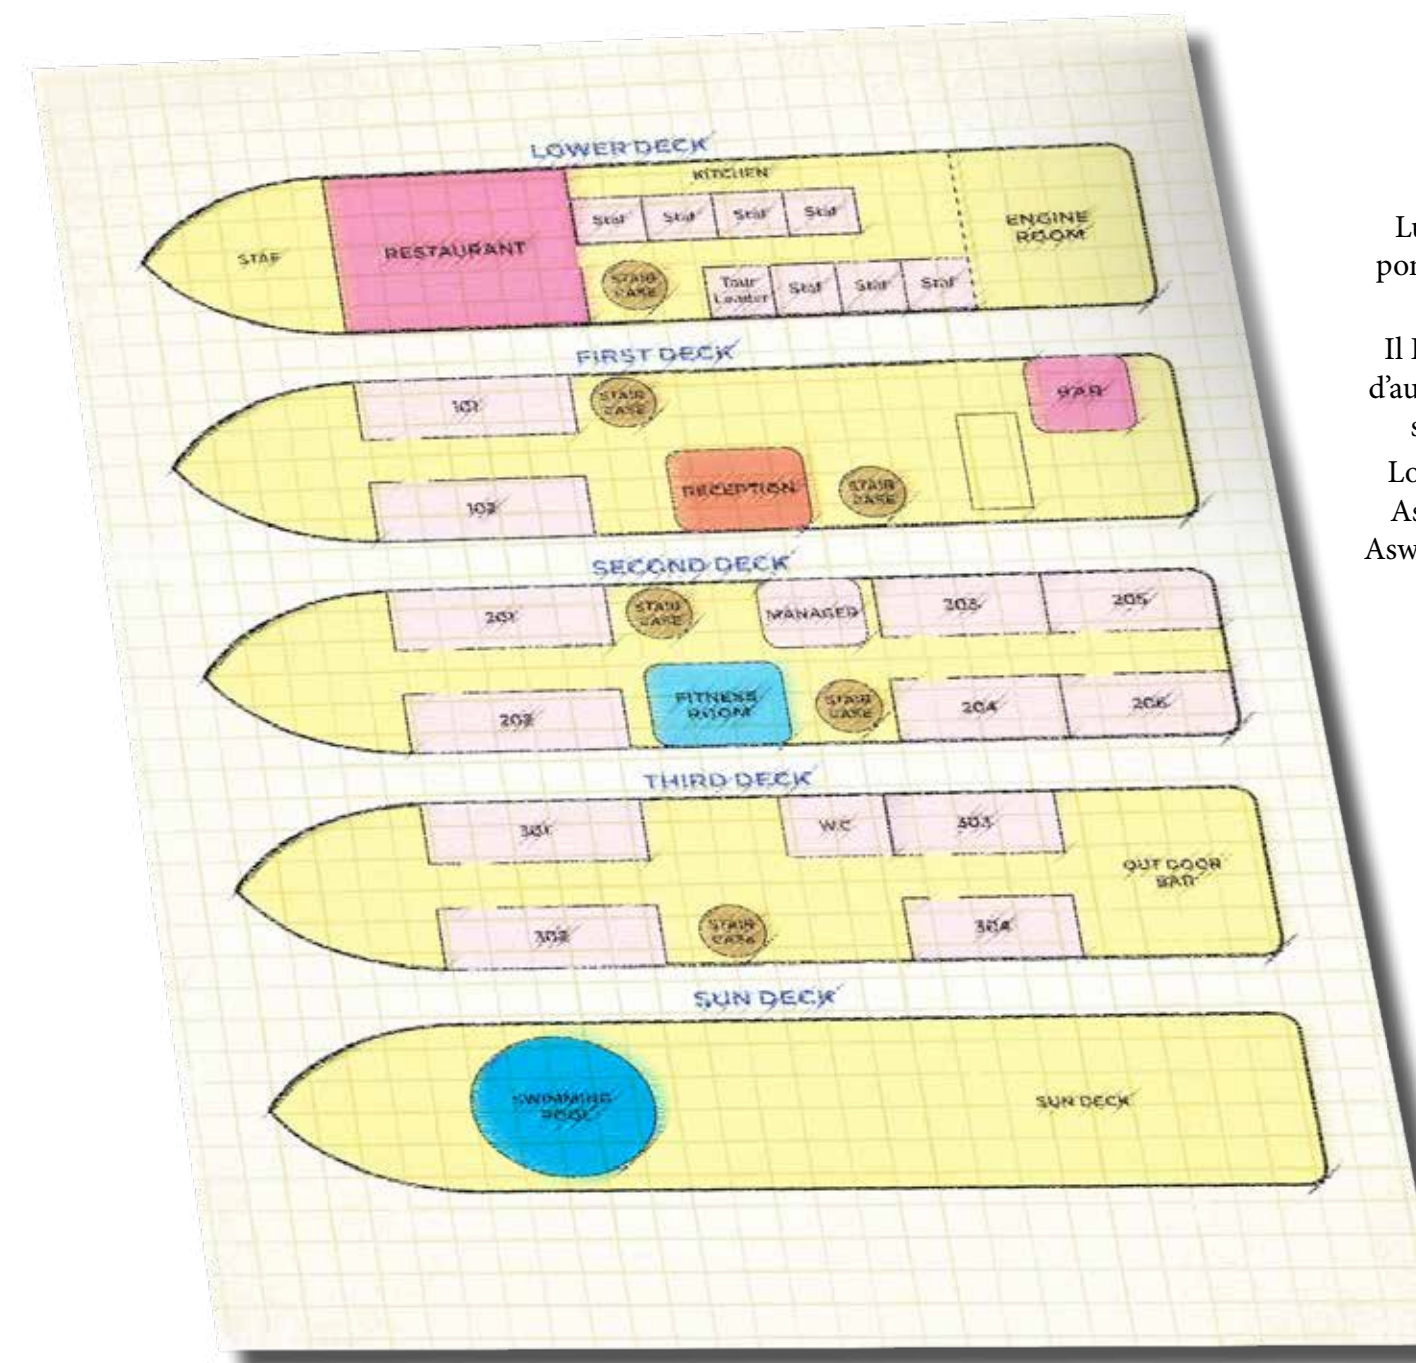 LOWER DECK
KITCHEN
Staf Staf Staf Staf
STAF
RESTAURANT
ENGINE
ROOM
STAIR
CASE
Tour
Leader
Staf Staf Staf
FIRST DECK
101
STAIR
CASE
BAR
102
RECEPTION
STAIR
CASE
SECOND DECK
201
STAIR
CASE
MANAGER
203
205
202
FITNESS
ROOM
STAIR
CASE
204
206
THIRD DECK
301
W.C
303
OUT DOOR
BAR
302
STAIR
CASE
304
SUN DECK
SWIMMING
POOL
SUN DECK
Lu
pon
Il
d'au
s
Lo
As
Asw